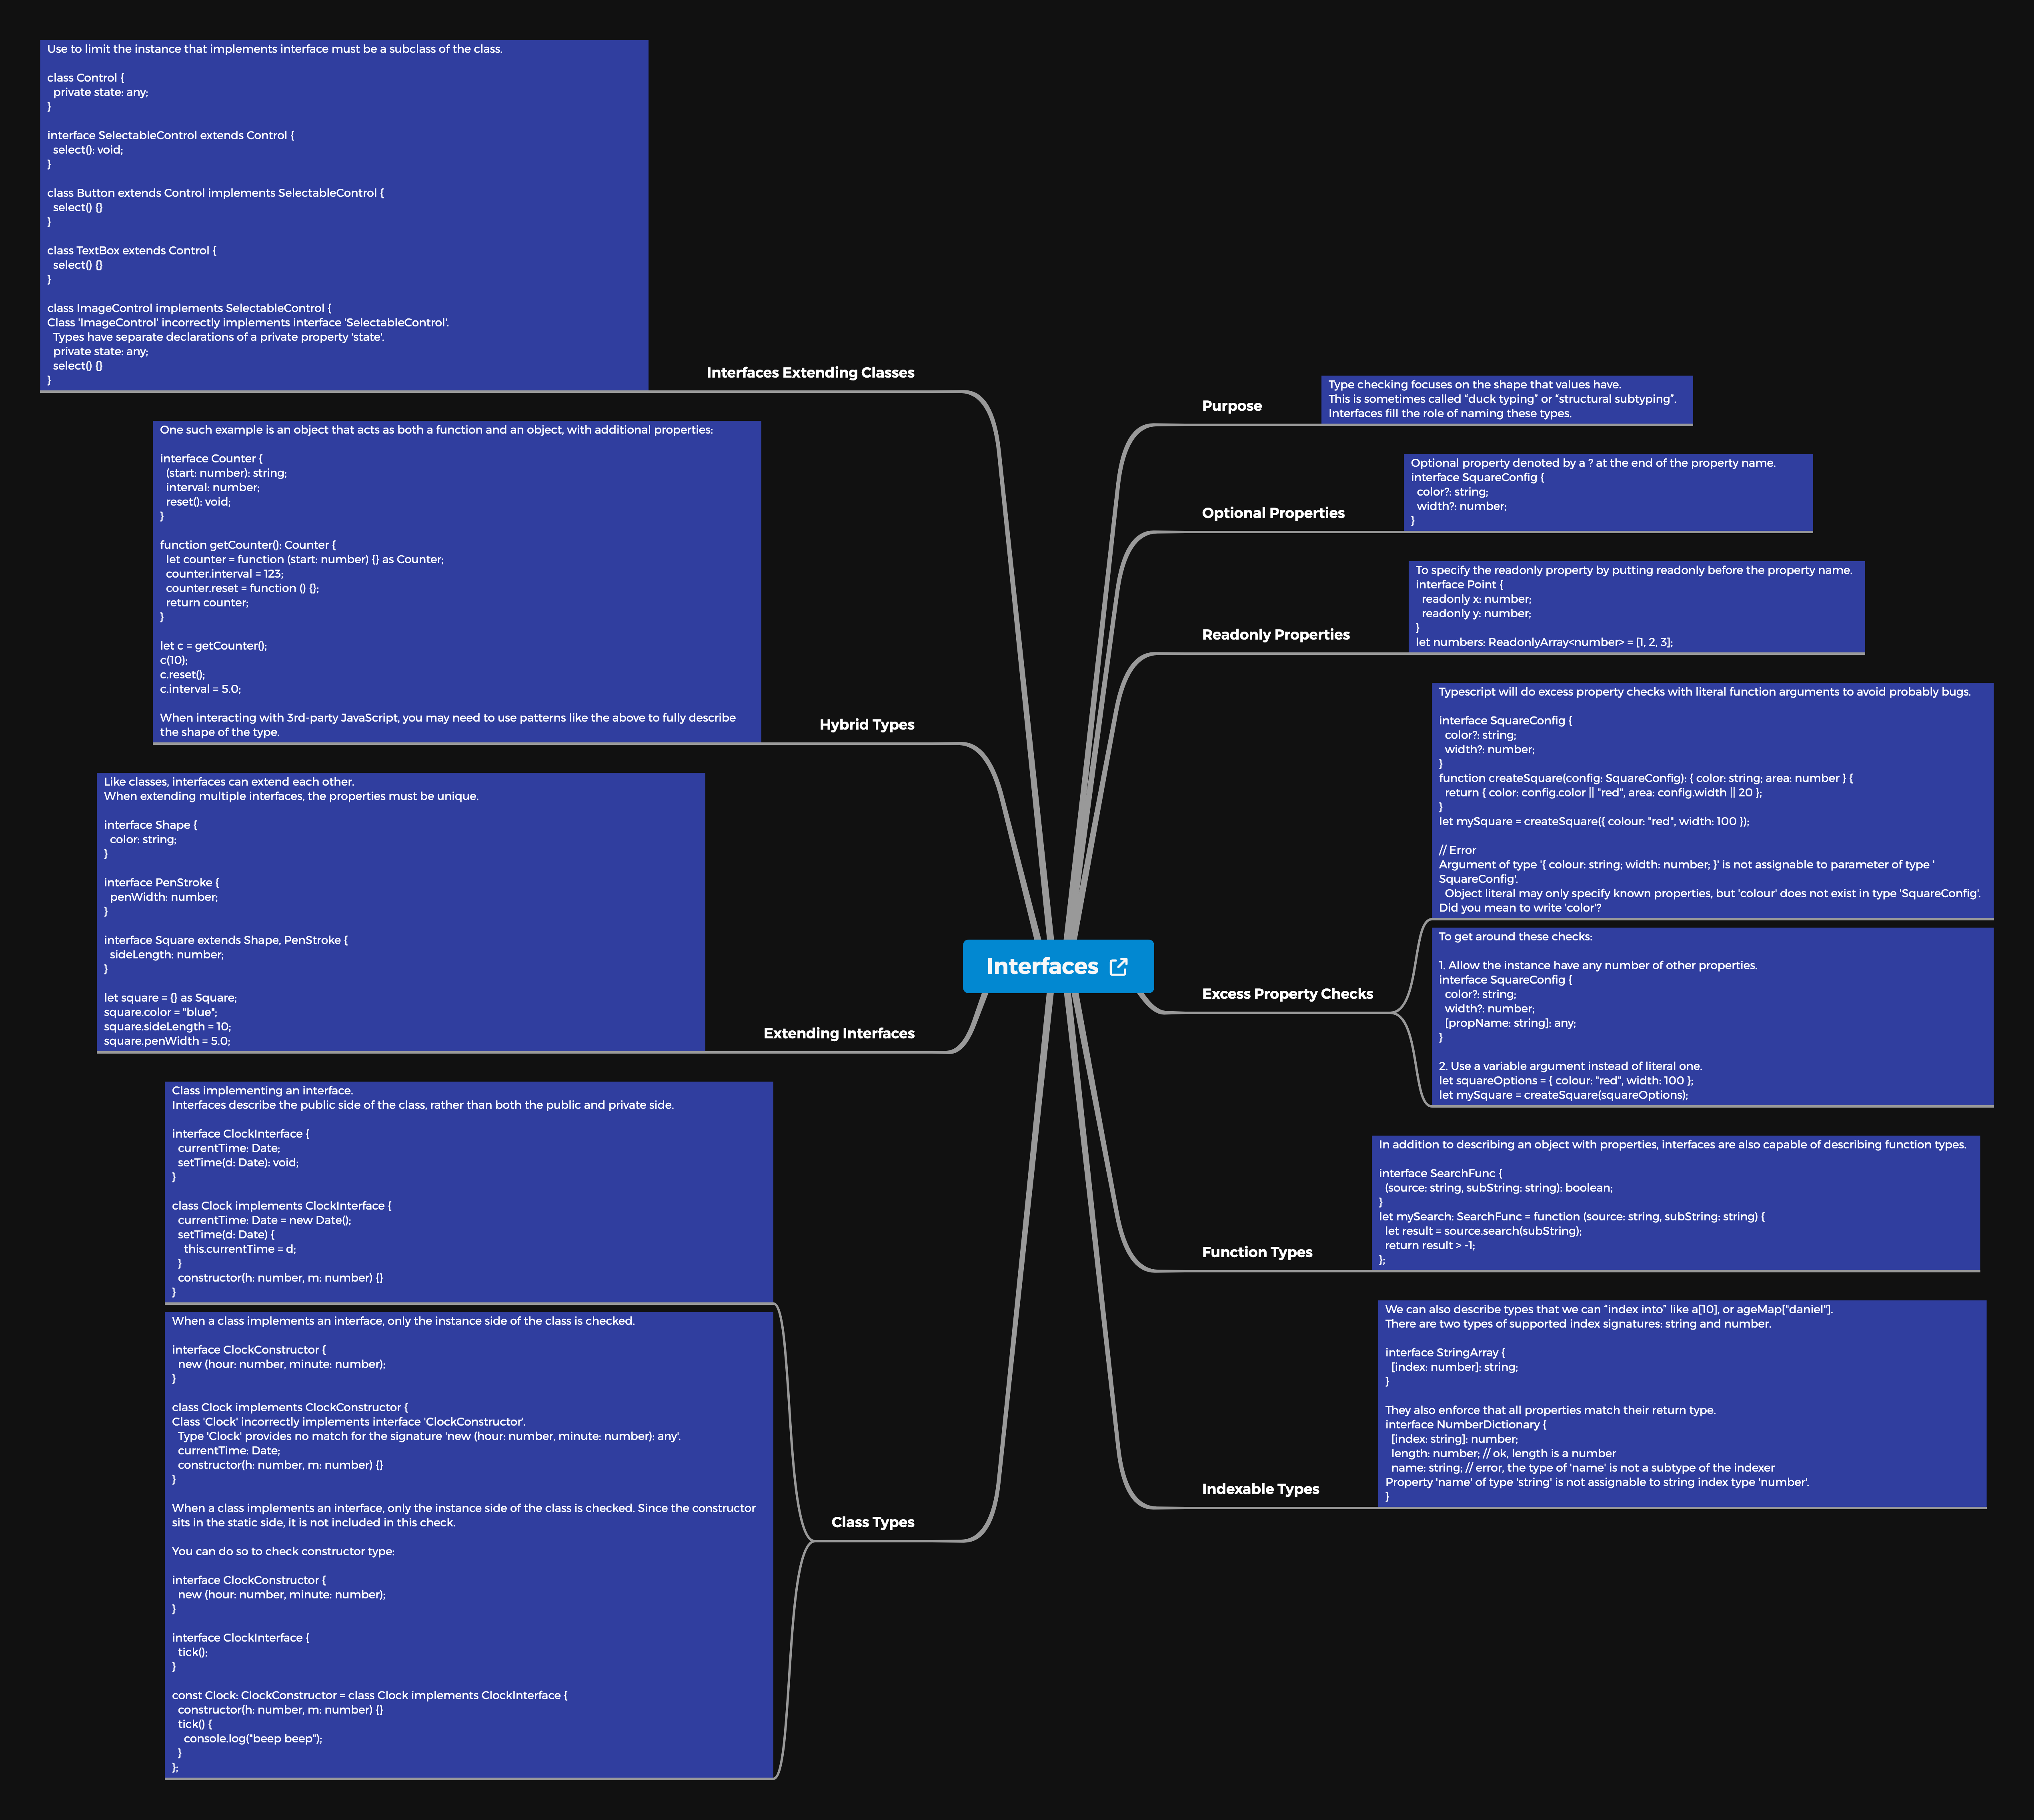 Interfaces
Purpose
Type checking focuses on the shape that values have.
This is sometimes called “duck typing” or “structural subtyping”.
Interfaces fill the role of naming these types.
Optional Properties
Optional property denoted by a ? at the end of the property name.
interface SquareConfig {
  color?: string;
  width?: number;
}
Readonly Properties
To specify the readonly property by putting readonly before the property name.
interface Point {
  readonly x: number;
  readonly y: number;
}
let numbers: ReadonlyArray<number> = [1, 2, 3];
Excess Property Checks
Typescript will do excess property checks with literal function arguments to avoid probably bugs.
interface SquareConfig {
  color?: string;
  width?: number;
}
function createSquare(config: SquareConfig): { color: string; area: number } {
  return { color: config.color || "red", area: config.width || 20 };
}
let mySquare = createSquare({ colour: "red", width: 100 });
// Error
Argument of type '{ colour: string; width: number; }' is not assignable to parameter of type '
SquareConfig'.
  Object literal may only specify known properties, but 'colour' does not exist in type 'SquareConfig'.
Did you mean to write 'color'?
To get around these checks:
1. Allow the instance have any number of other properties.
interface SquareConfig {
  color?: string;
  width?: number;
  [propName: string]: any;
}
2. Use a variable argument instead of literal one.
let squareOptions = { colour: "red", width: 100 };
let mySquare = createSquare(squareOptions);
Function Types
In addition to describing an object with properties, interfaces are also capable of describing function types.
interface SearchFunc {
  (source: string, subString: string): boolean;
}
let mySearch: SearchFunc = function (source: string, subString: string) {
  let result = source.search(subString);
  return result > -1;
};
Indexable Types
We can also describe types that we can “index into” like a[10], or ageMap["daniel"].
There are two types of supported index signatures: string and number.
interface StringArray {
  [index: number]: string;
}
They also enforce that all properties match their return type.
interface NumberDictionary {
  [index: string]: number;
  length: number; // ok, length is a number
  name: string; // error, the type of 'name' is not a subtype of the indexer
Property 'name' of type 'string' is not assignable to string index type 'number'.
}
Interfaces Extending Classes
Use to limit the instance that implements interface must be a subclass of the class.
class Control {
  private state: any;
}
interface SelectableControl extends Control {
  select(): void;
}
class Button extends Control implements SelectableControl {
  select() {}
}
class TextBox extends Control {
  select() {}
}
class ImageControl implements SelectableControl {
Class 'ImageControl' incorrectly implements interface 'SelectableControl'.
  Types have separate declarations of a private property 'state'.
  private state: any;
  select() {}
}
Hybrid Types
One such example is an object that acts as both a function and an object, with additional properties:
interface Counter {
  (start: number): string;
  interval: number;
  reset(): void;
}
function getCounter(): Counter {
  let counter = function (start: number) {} as Counter;
  counter.interval = 123;
  counter.reset = function () {};
  return counter;
}
let c = getCounter();
c(10);
c.reset();
c.interval = 5.0;
When interacting with 3rd-party JavaScript, you may need to use patterns like the above to fully describe
the shape of the type.
Extending Interfaces
Like classes, interfaces can extend each other.
When extending multiple interfaces, the properties must be unique.
interface Shape {
  color: string;
}
interface PenStroke {
  penWidth: number;
}
interface Square extends Shape, PenStroke {
  sideLength: number;
}
let square = {} as Square;
square.color = "blue";
square.sideLength = 10;
square.penWidth = 5.0;
Class Types
Class implementing an interface.
Interfaces describe the public side of the class, rather than both the public and private side.
interface ClockInterface {
  currentTime: Date;
  setTime(d: Date): void;
}
class Clock implements ClockInterface {
  currentTime: Date = new Date();
  setTime(d: Date) {
    this.currentTime = d;
  }
  constructor(h: number, m: number) {}
}
When a class implements an interface, only the instance side of the class is checked.
interface ClockConstructor {
  new (hour: number, minute: number);
}
class Clock implements ClockConstructor {
Class 'Clock' incorrectly implements interface 'ClockConstructor'.
  Type 'Clock' provides no match for the signature 'new (hour: number, minute: number): any'.
  currentTime: Date;
  constructor(h: number, m: number) {}
}
When a class implements an interface, only the instance side of the class is checked. Since the constructor
sits in the static side, it is not included in this check.
You can do so to check constructor type:
interface ClockConstructor {
  new (hour: number, minute: number);
}
interface ClockInterface {
  tick();
}
const Clock: ClockConstructor = class Clock implements ClockInterface {
  constructor(h: number, m: number) {}
  tick() {
    console.log("beep beep");
  }
};